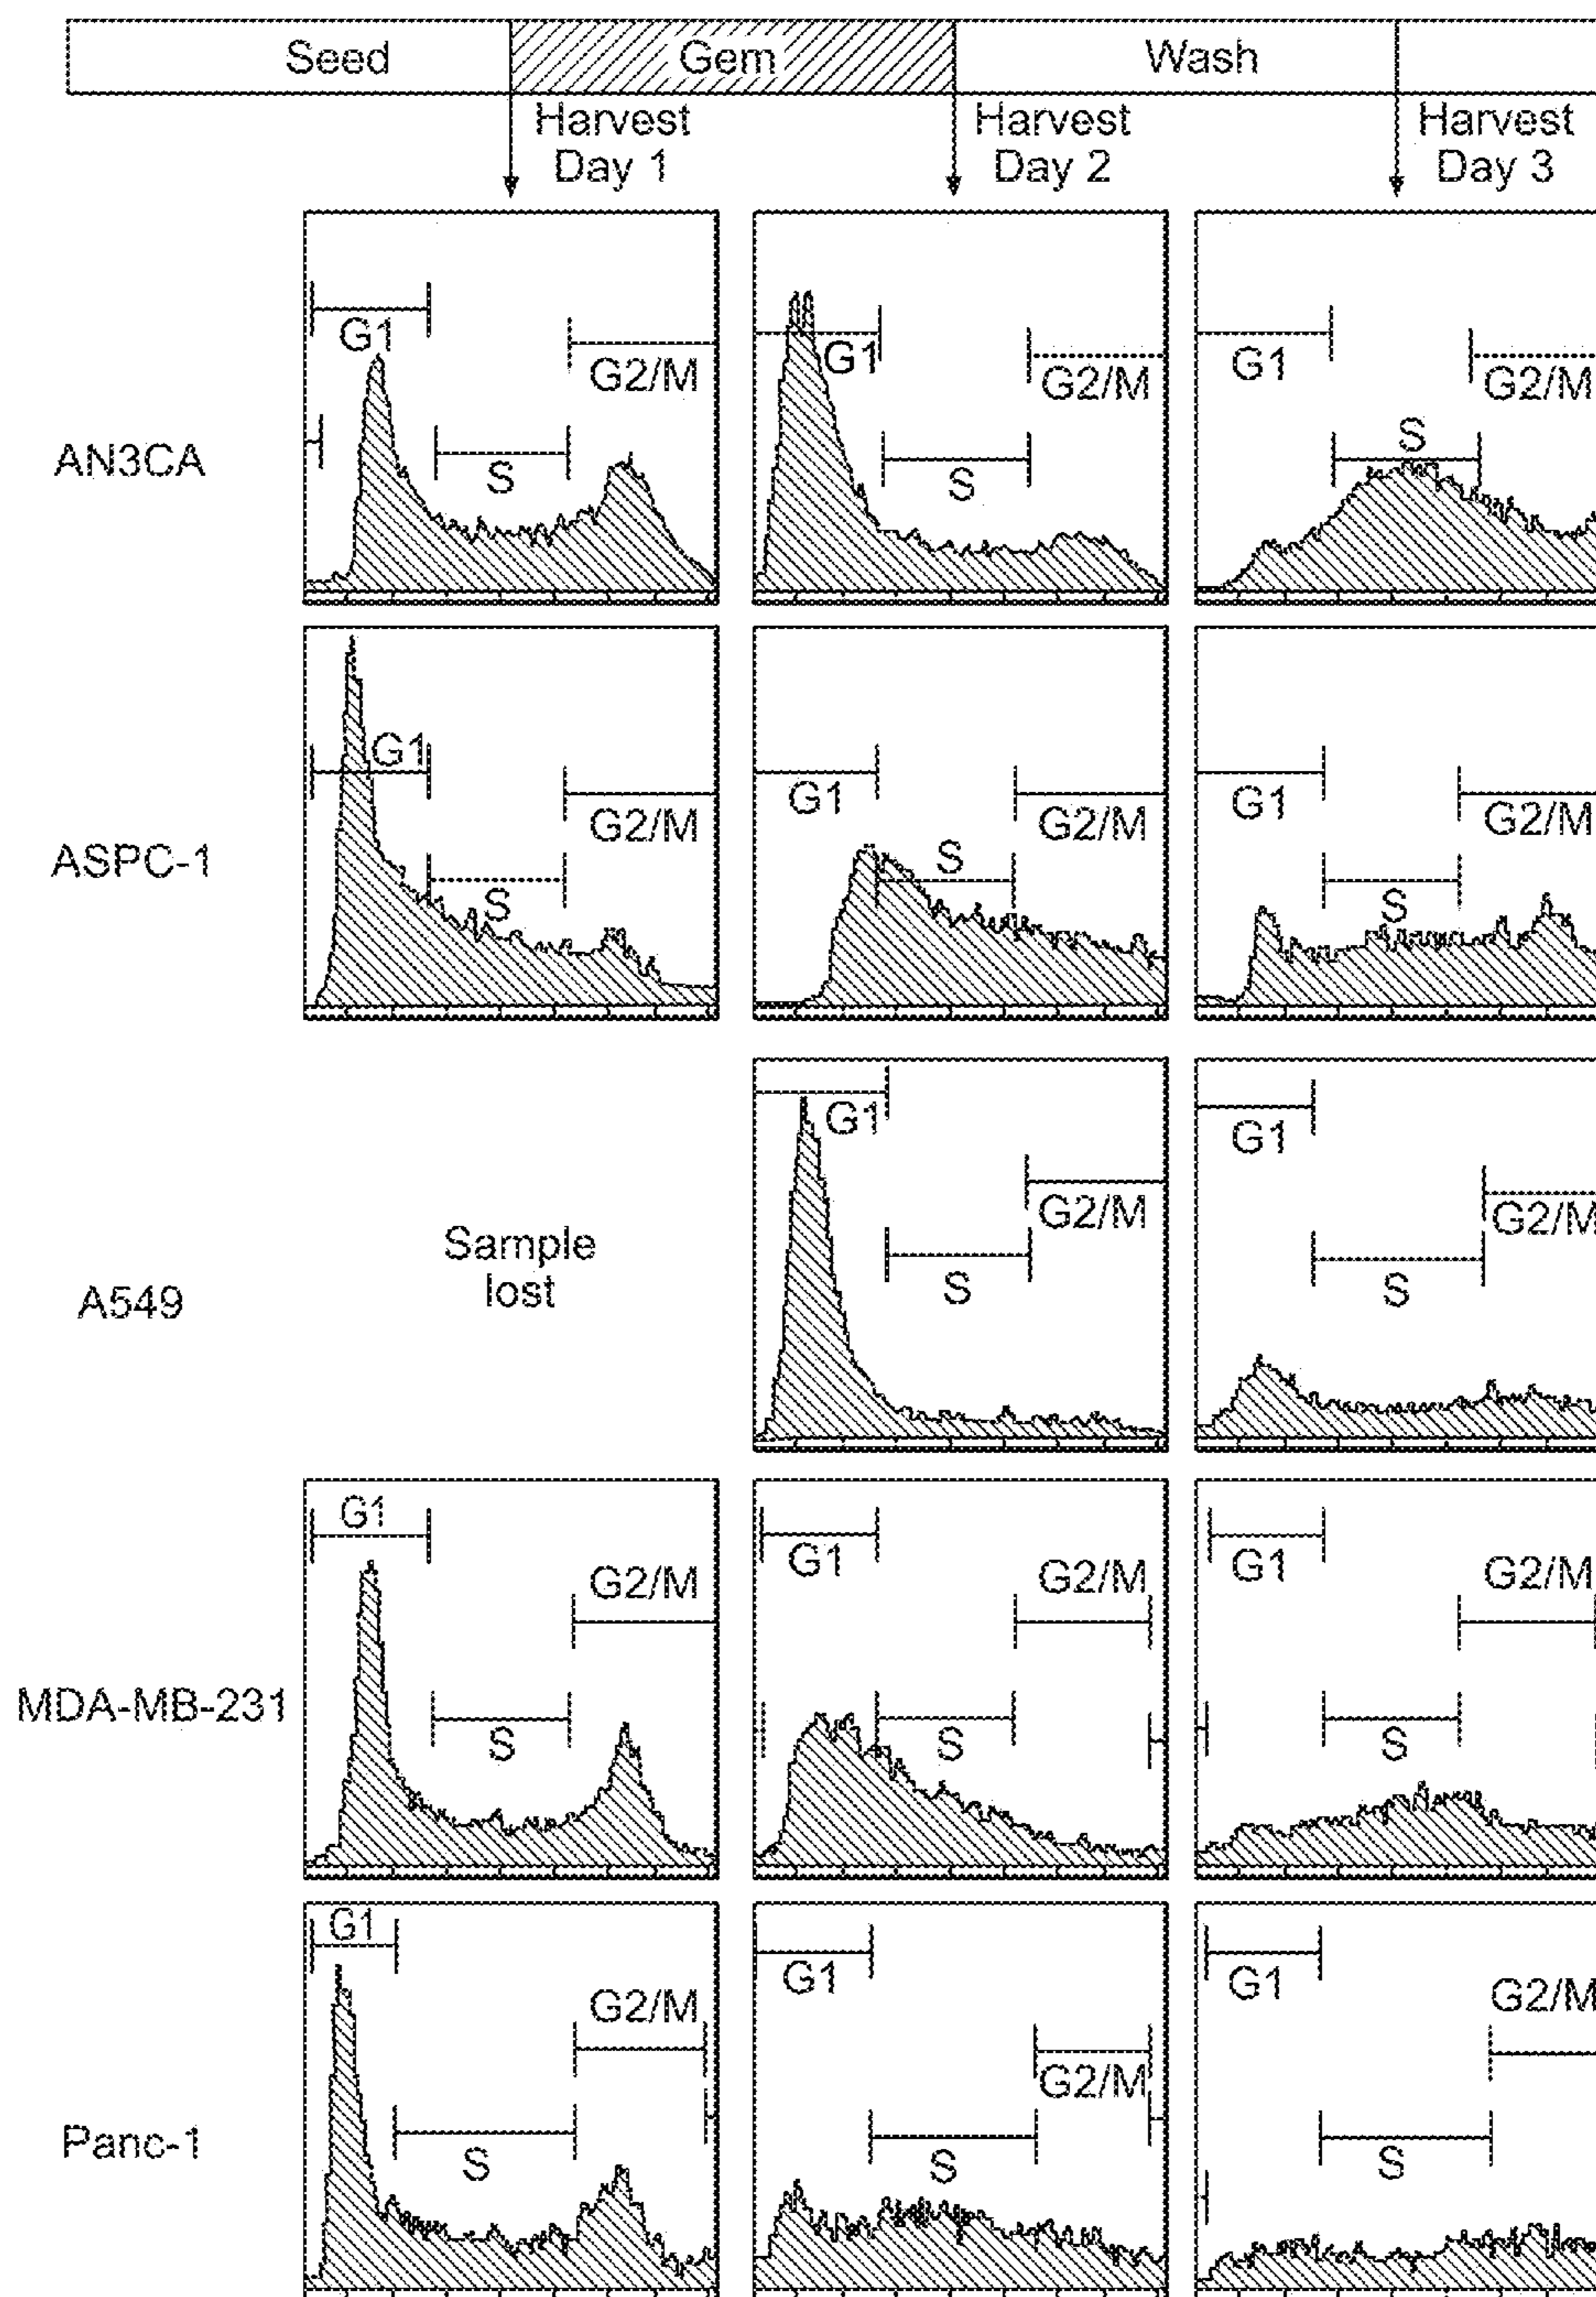 Seed Gem Wash
Harvest Harvest Harvest
Day 1 Day 2 Day 3
AN3CA
G1 S G2/M
G1 S G2/M
G1 S G2/M
ASPC-1
G1 S G2/M
G1 S G2/M
G1 S G2/M
A549
Sample
lost
G1 S G2/M
G1 S G2/M
MDA-MB-231
G1 S G2/M
G1 S G2/M
G1 S G2/M
Panc-1
G1 S G2/M
G1 S G2/M
G1 S G2/M